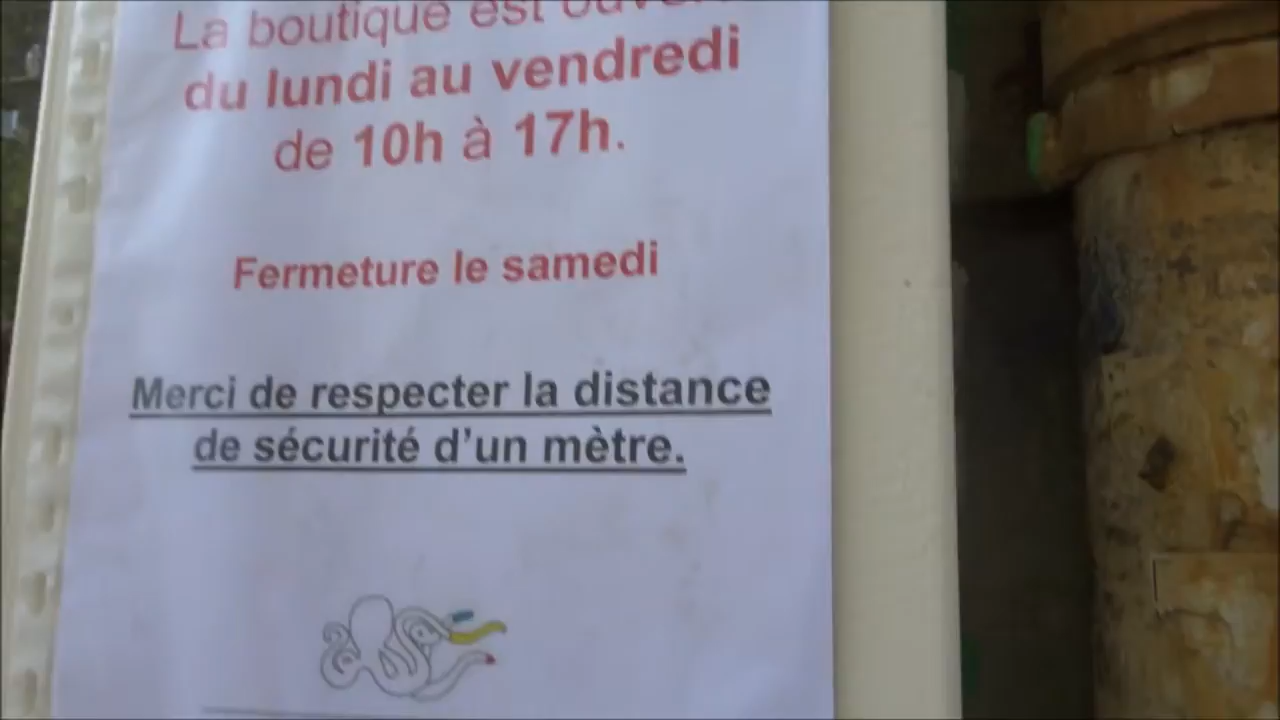 La boutique est ouvert
du lundi au vendredi
de 10h à 17h.
Fermeture le samedi
Merci de respecter la distance
de sécurité d'un mètre.